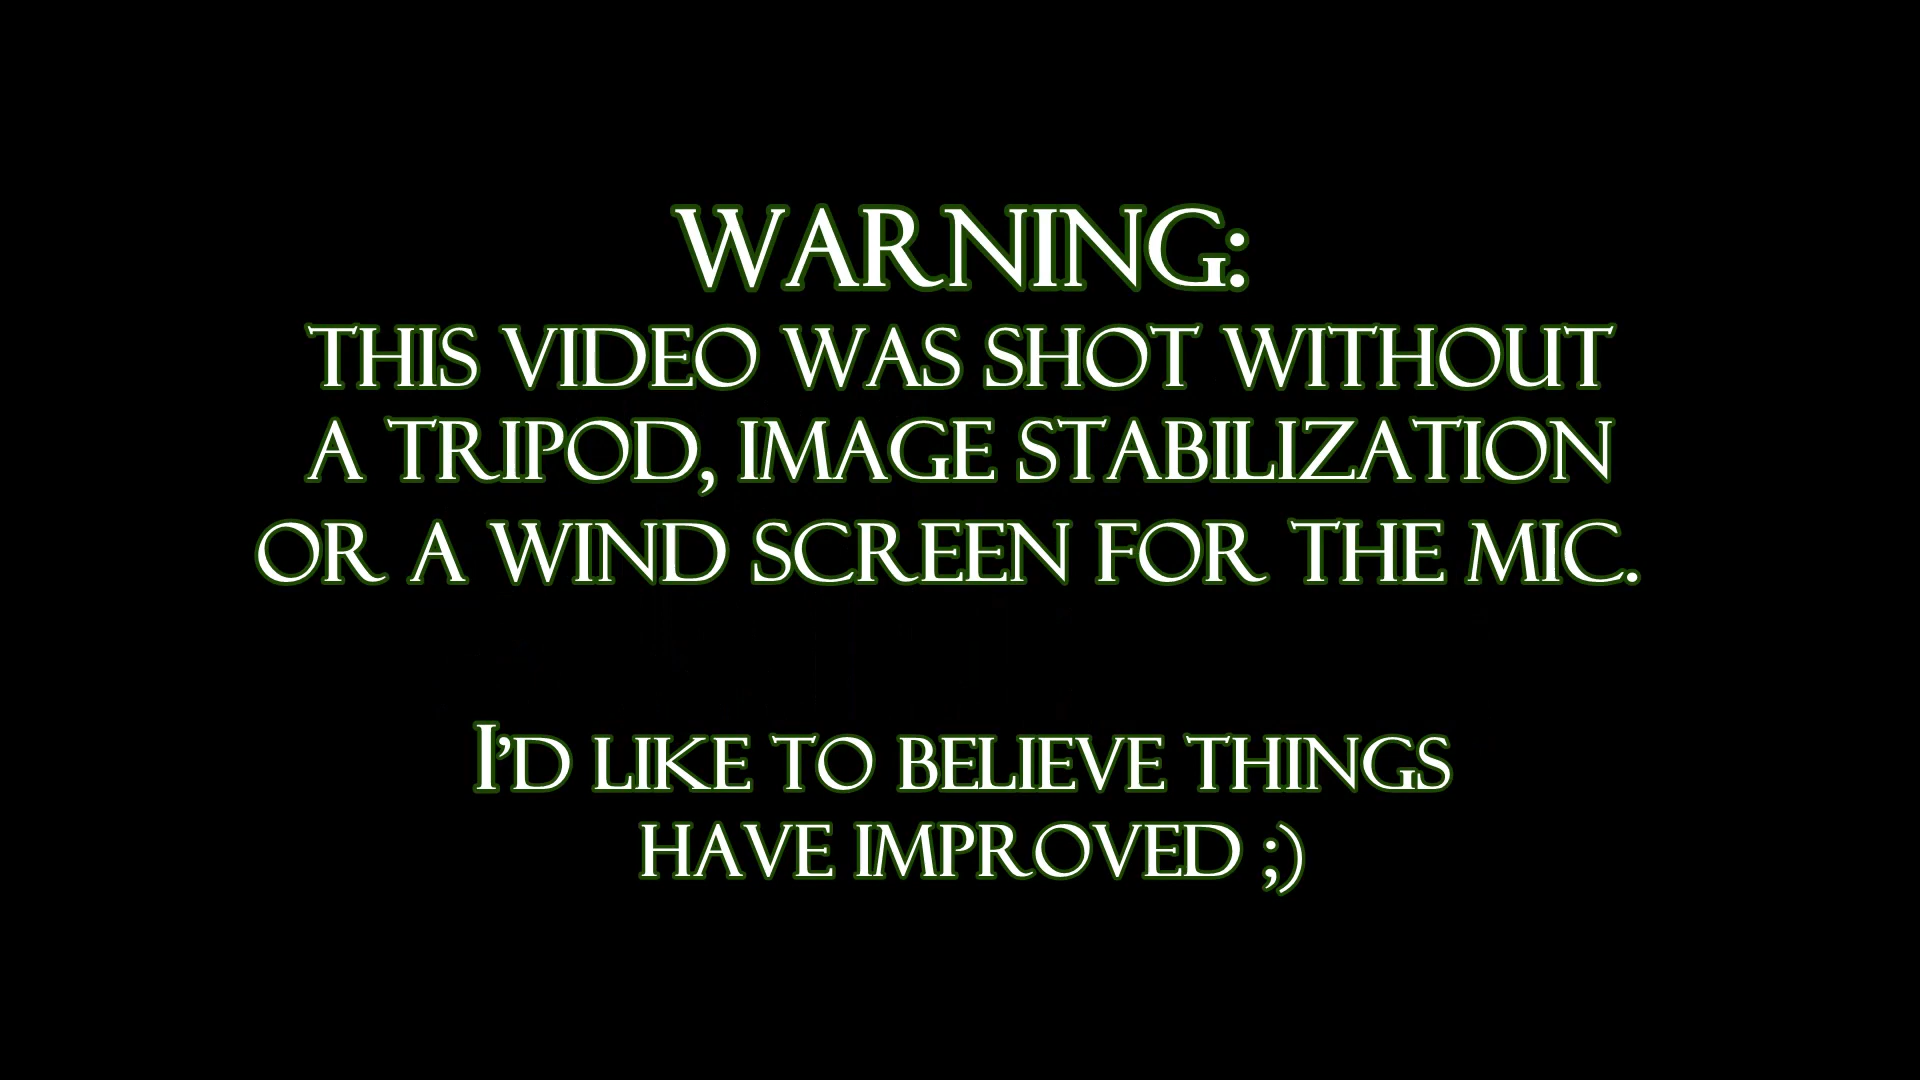 WARNING:
THIS VIDEO WAS SHOT WITHOUT
A TRIPOD, IMAGE STABILIZATION
OR A WIND SCREEN FOR THE MIC.
I'D LIKE TO BELIEVE THINGS
HAVE IMPROVED ;)